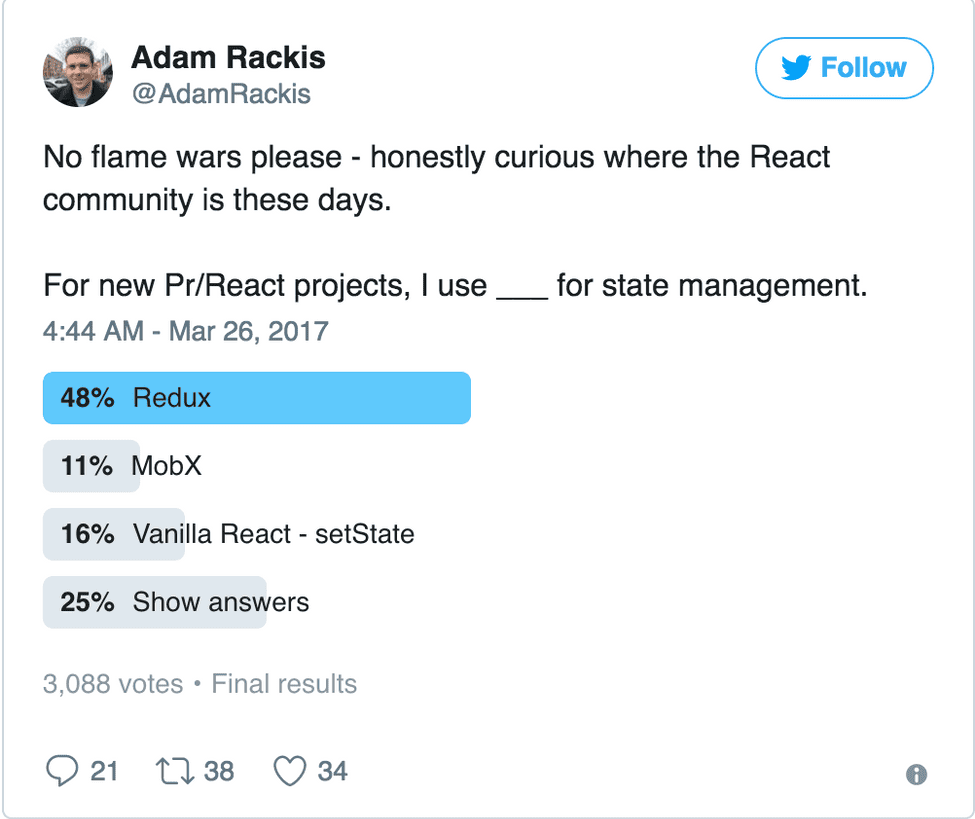 Adam Rackis
@AdamRackis
Follow
No flame wars please - honestly curious where the React
community is these days.
For new Pr/React projects, I use ___ for state management.
4:44 AM - Mar 26, 2017
48% Redux
11% MobX
16% Vanilla React - setState
25% Show answers
3,088 votes • Final results
21 38 34